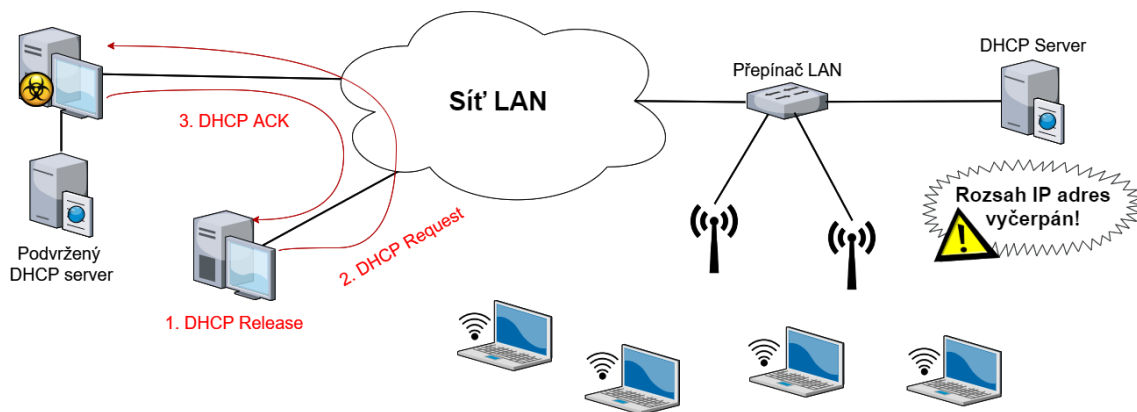 DHCP Server
Přepínač LAN
Síť LAN
3. DHCP ACK
Rozsah IP adres
vyčerpán!
Podvržený
DHCP server
2. DHCP Request
1. DHCP Release